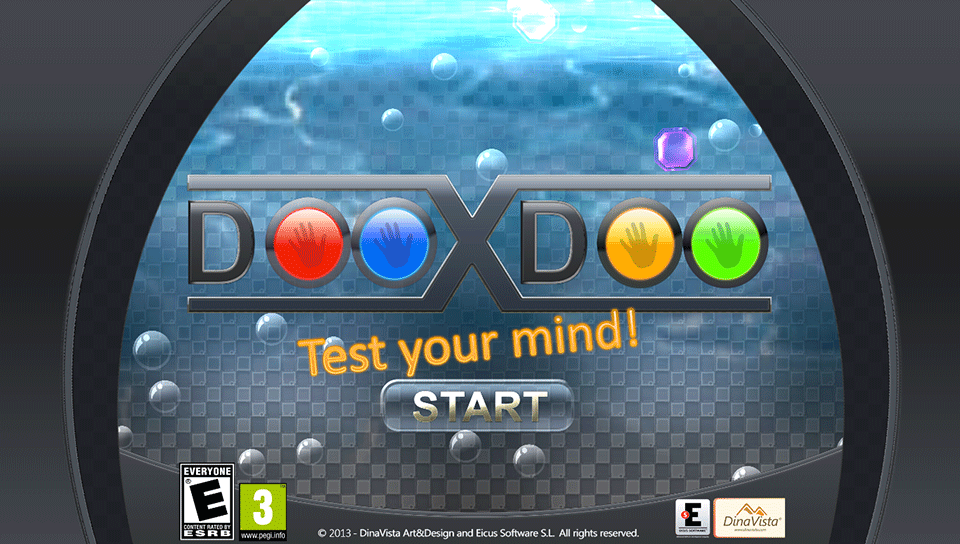 DOOXDOO
Test your mind!
START
EVERYONE
E
CONTENT RATED BY
ESRB
3
www.pegi.info
© 2013 - DinaVista Art&Design and Eicus Software S.L. All rights reserved.
E
DinaVista®